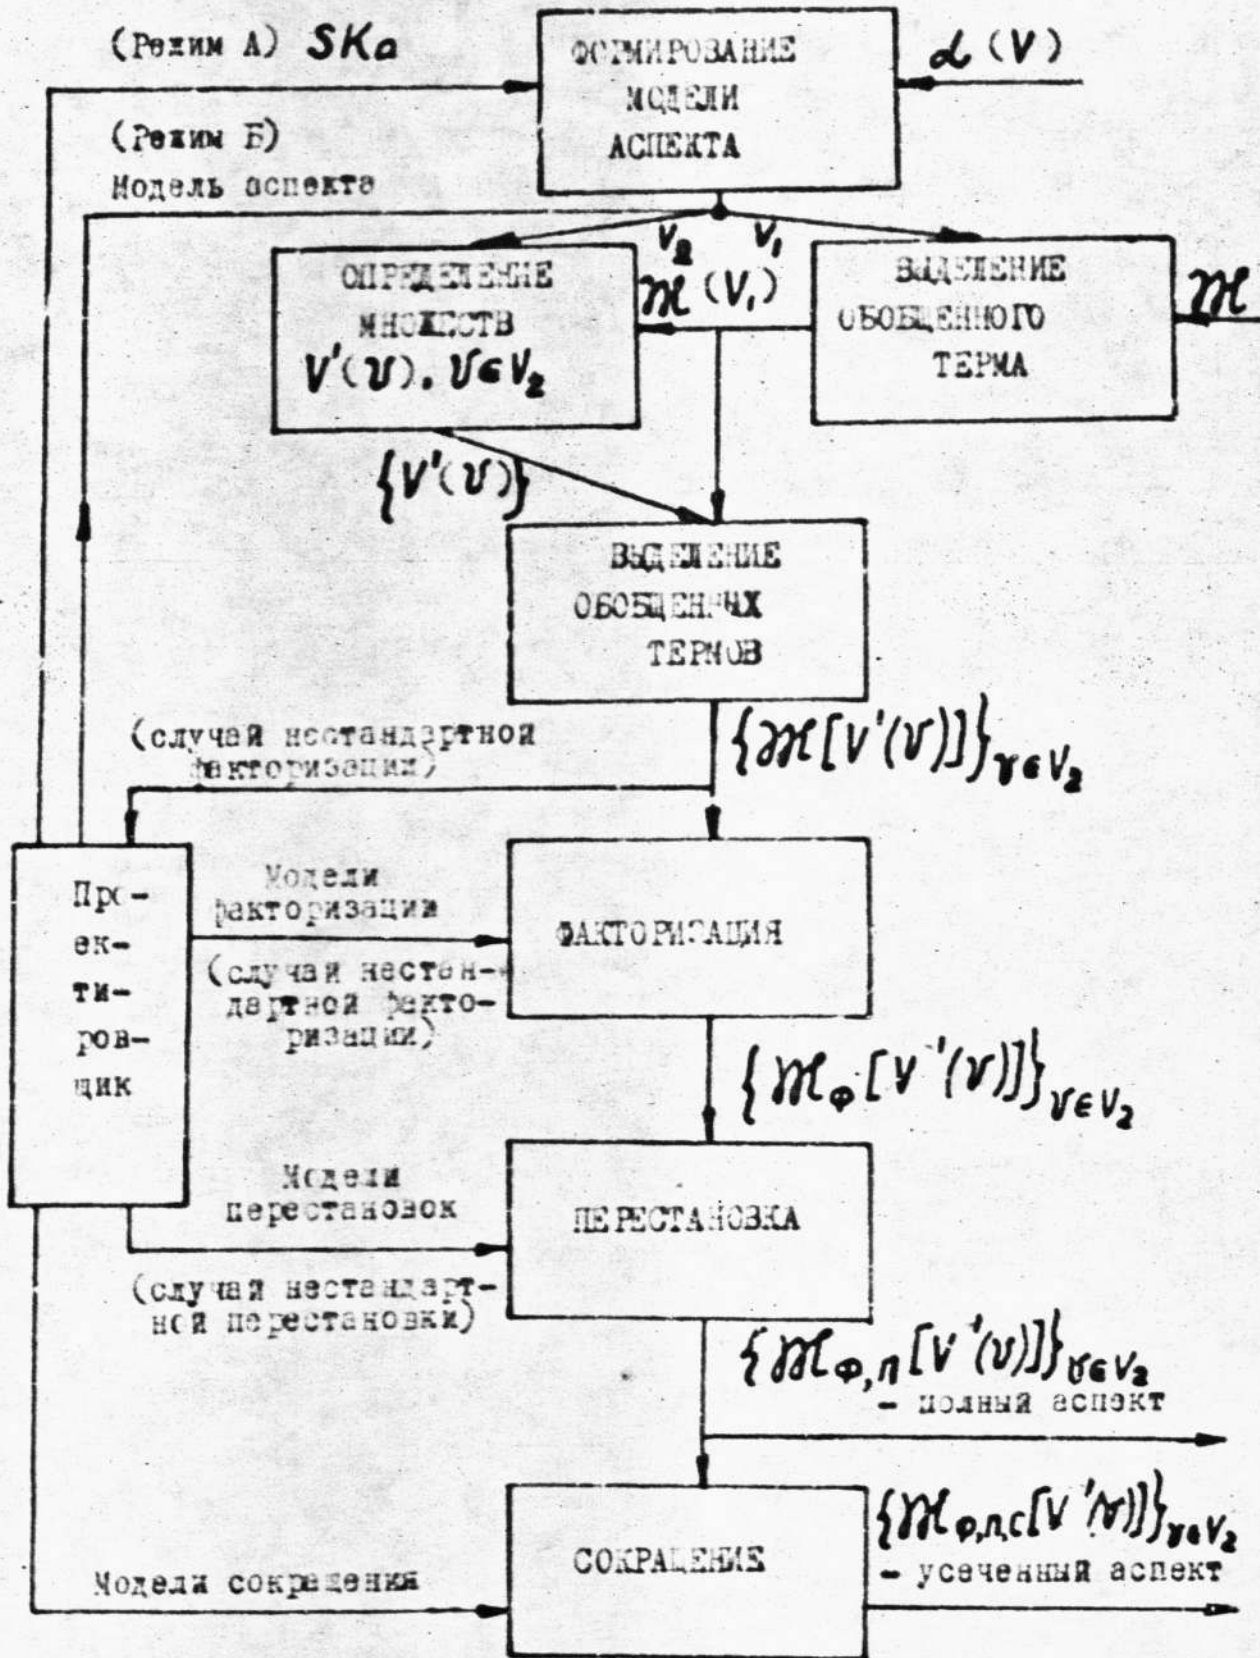 (Режим А) SKa
ФОРМИРОВАНИЕ
МОДЕЛИ
АСПЕКТА
α (V)
(Режим Б)
Модель аспекта
V₂ V₁
ОПРЕДЕЛЕНИЕ
МНОЖЕСТВ
V'(υ), υ∈V₂
𝔐 (V₁)
ВЫДЕЛЕНИЕ
ОБОБЩЕННОГО
ТЕРМА
𝔐
{V'(υ)}
ВЫДЕЛЕНИЕ
ОБОБЩЕННЫХ
ТЕРМОВ
(случай нестандартной
факторизации)
{𝔐[V'(υ)]}υ∈V₂
Про-
ек-
ти-
ров-
щик
Модели
факторизации
(случай нестан-
дартной факто-
ризации)
ФАКТОРИЗАЦИЯ
{𝔐Ф[V'(υ)]}υ∈V₂
Модели
перестановок
(случай нестандарт-
ной перестановки)
ПЕРЕСТАНОВКА
{𝔐Ф,П[V'(υ)]}υ∈V₂
- полный аспект
Модели сокращения
СОКРАЩЕНИЕ
{𝔐Ф,П,С[V'(υ)]}υ∈V₂
- усеченный аспект